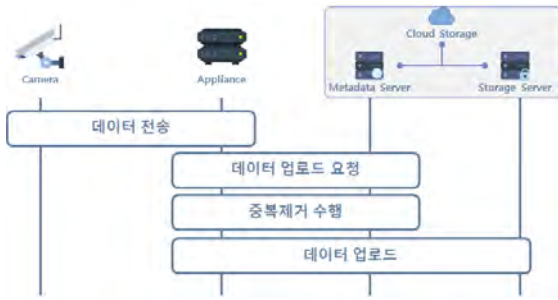 Cloud Storage
Camera
Appliance
Metadata Server
Storage Server
데이터 전송
데이터 업로드 요청
중복제거 수행
데이터 업로드